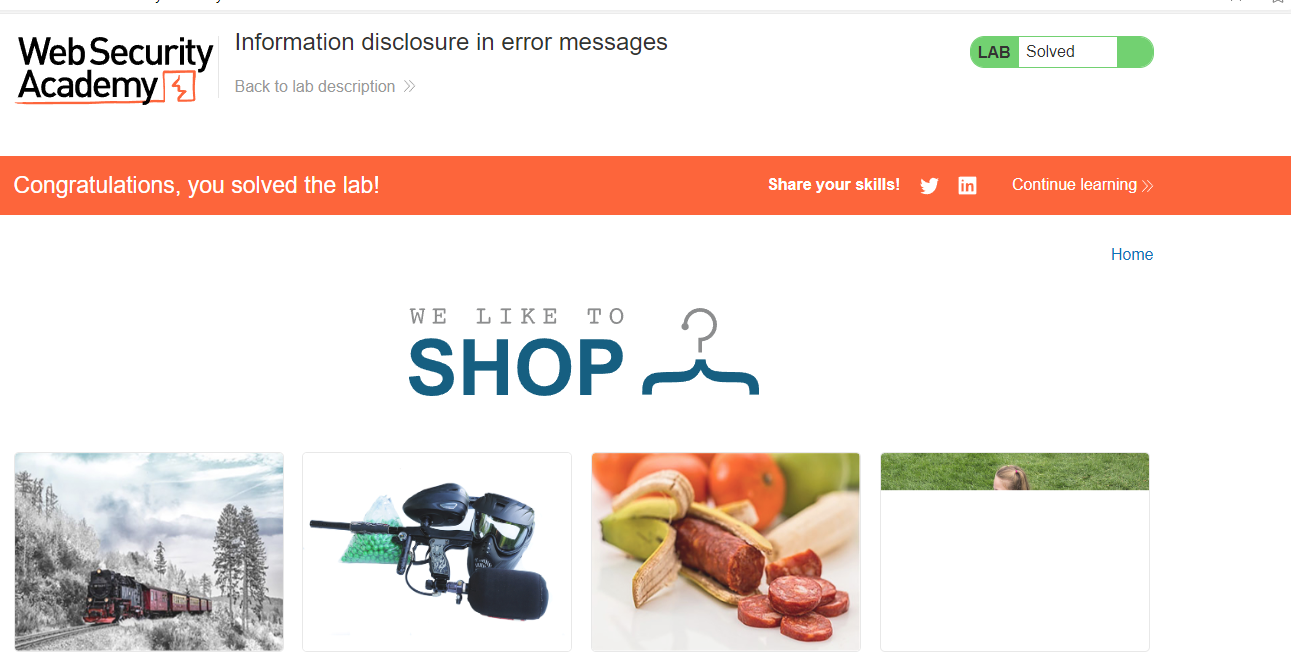 Web Security
Academy
Information disclosure in error messages
Back to lab description
LAB
Solved
Congratulations, you solved the lab!
Share your skills!
Continue learning
Home
WE LIKE TO
SHOP